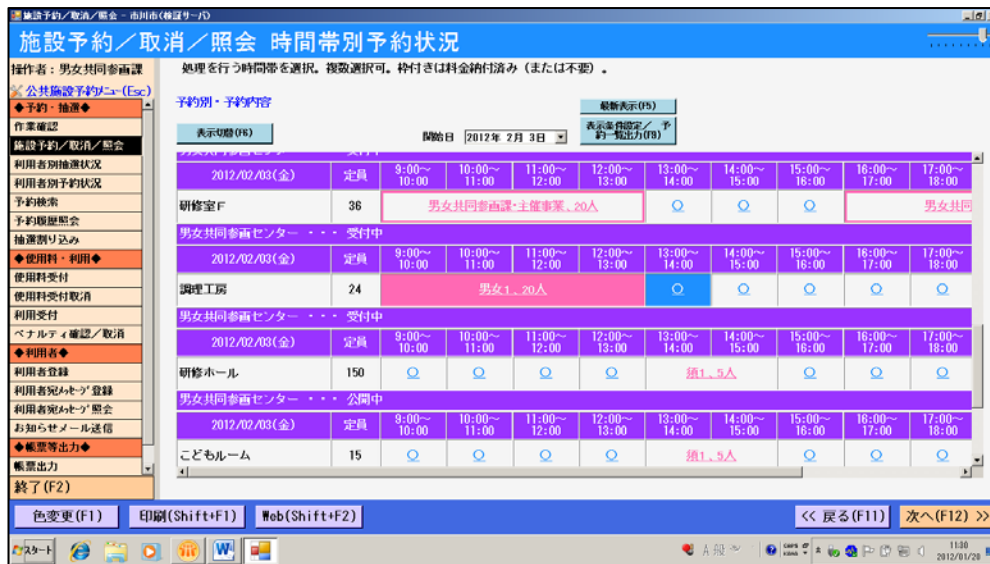 施設予約／取消／照会 - 市川市(検証サーバ)
施設予約／取消／照会 時間帯別予約状況
操作者：男女共同参画課
処理を行う時間帯を選択。複数選択可。枠付きは料金納付済み（または不要）。
公共施設予約メニュー(Esc)
◆予約・抽選◆
作業確認
施設予約/取消/照会
利用者別抽選状況
利用者別予約状況
予約検索
予約履歴照会
抽選割り込み
◆使用料・利用◆
使用料受付
使用料受付取消
利用受付
ペナルティ確認/取消
◆利用者◆
利用者登録
利用者宛メッセージ登録
利用者宛メッセージ照会
お知らせメール送信
◆帳票等出力◆
帳票出力
終了(F2)
予約別・予約内容
最新表示(F5)
表示切替(F6)
開始日 2012年 2月 3日
表示条件設定／予約一覧出力(F9)
男女共同参画センター ・・・ 受付中
2012/02/03(金) 定員 9:00～10:00 10:00～11:00 11:00～12:00 12:00～13:00 13:00～14:00 14:00～15:00 15:00～16:00 16:00～17:00 17:00～18:00
研修室Ｆ 36 男女共同参画課・主催事業、20人 ○ ○ ○ 男女共同
男女共同参画センター ・・・ 受付中
2012/02/03(金) 定員 9:00～10:00 10:00～11:00 11:00～12:00 12:00～13:00 13:00～14:00 14:00～15:00 15:00～16:00 16:00～17:00 17:00～18:00
調理工房 24 男女1、20人 ○ ○ ○ ○ ○
男女共同参画センター ・・・ 受付中
2012/02/03(金) 定員 9:00～10:00 10:00～11:00 11:00～12:00 12:00～13:00 13:00～14:00 14:00～15:00 15:00～16:00 16:00～17:00 17:00～18:00
研修ホール 150 ○ ○ ○ ○ 須1、5人 ○ ○ ○
男女共同参画センター ・・・ 公開中
2012/02/03(金) 定員 9:00～10:00 10:00～11:00 11:00～12:00 12:00～13:00 13:00～14:00 14:00～15:00 15:00～16:00 16:00～17:00 17:00～18:00
こどもルーム 15 ○ ○ ○ ○ 須1、5人 ○ ○ ○
色変更(F1) 印刷(Shift+F1) Web(Shift+F2) << 戻る(F11) 次へ(F12) >>
スタート A 般 CAPS KANA 11:30
2012/01/20